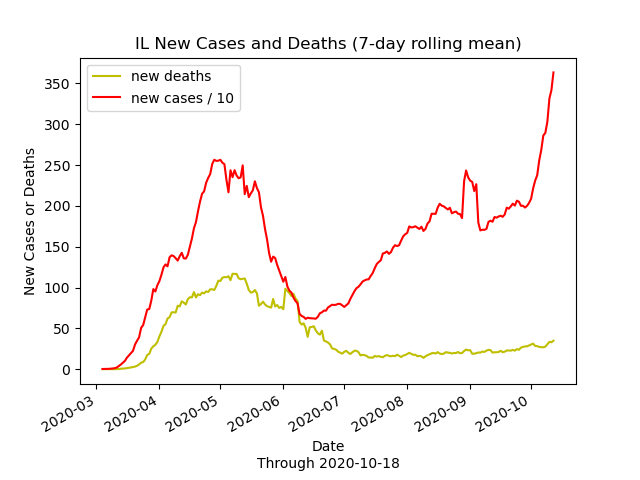 IL New Cases and Deaths (7-day rolling mean)
new deaths
new cases / 10
350
300
250
200
150
100
50
0
New Cases or Deaths
2020-03
2020-04
2020-05
2020-06
2020-07
2020-08
2020-09
2020-10
Date
Through 2020-10-18